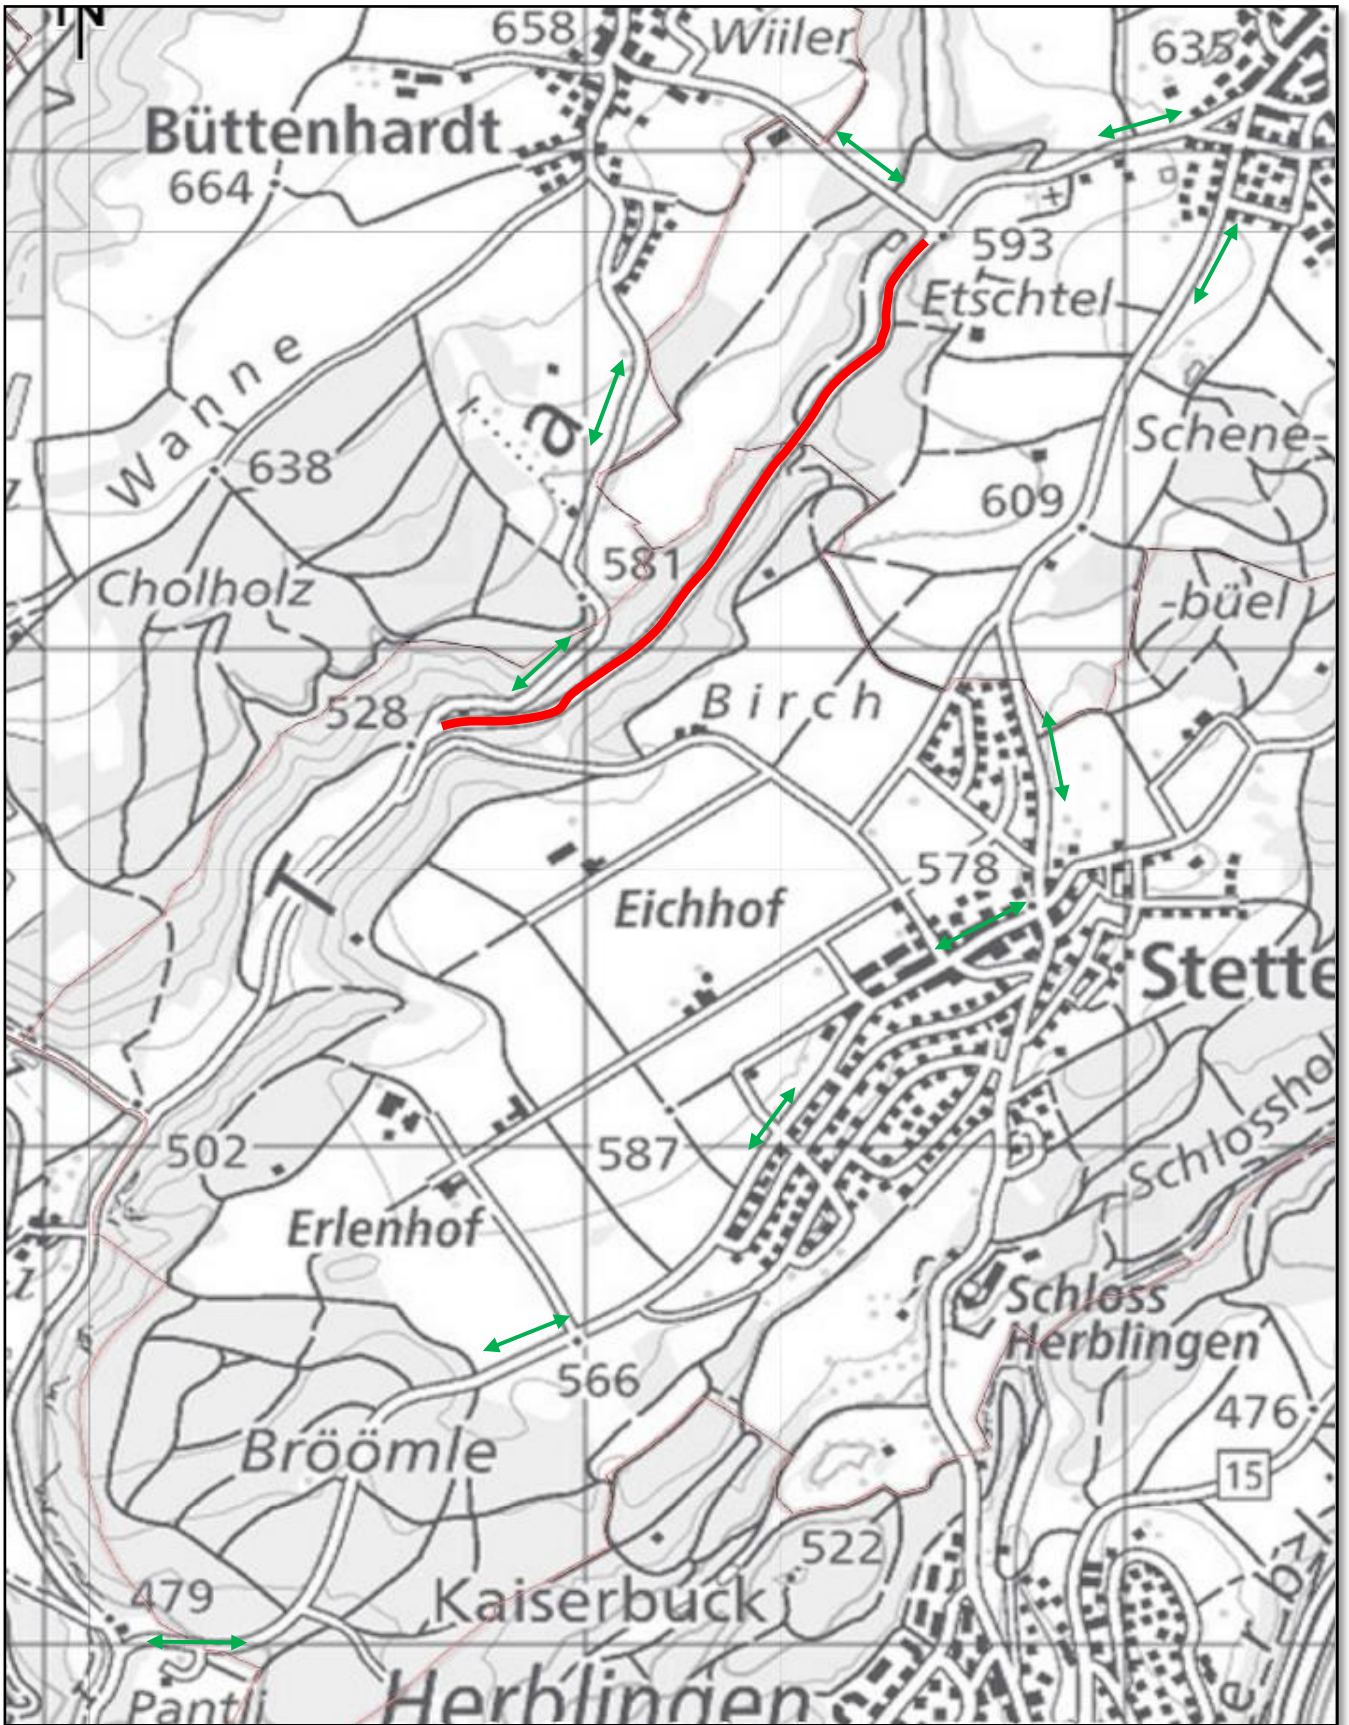 N
658
Wiiler
635
Büttenhardt
664
593
Etschtel
Wanne
a
Schene-
638
609
581
Cholholz
-büel
528
Birch
578
Eichhof
Stette
502
587
Schlosshol
Erlenhof
Schloss
Herblingen
566
476
Bröömle
15
522
479
Kaiserbuck
Herblingen
Pantli